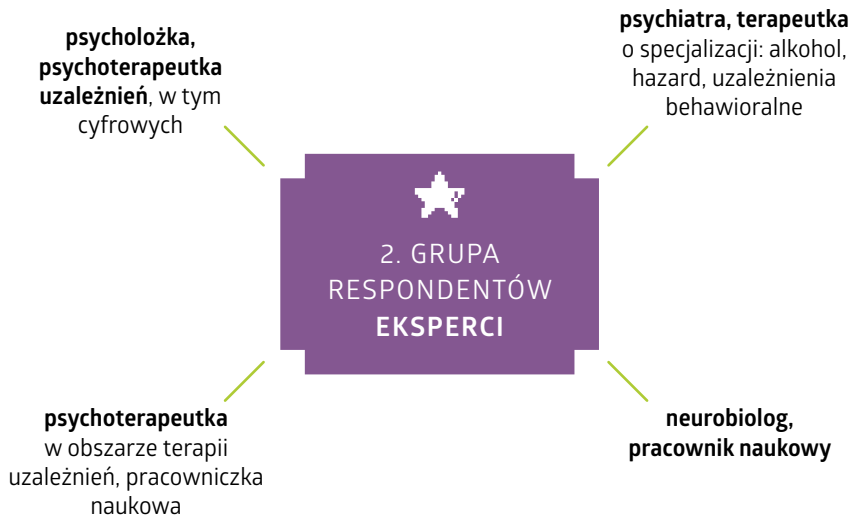 psycholożka,
psychoterapeutka
uzależnień, w tym
cyfrowych
psychiatra, terapeutka
o specjalizacji: alkohol,
hazard, uzależnienia
behawioralne
2. GRUPA
RESPONDENTÓW
EKSPERCI
psychoterapeutka
w obszarze terapii
uzależnień, pracowniczka
naukowa
neurobiolog,
pracownik naukowy